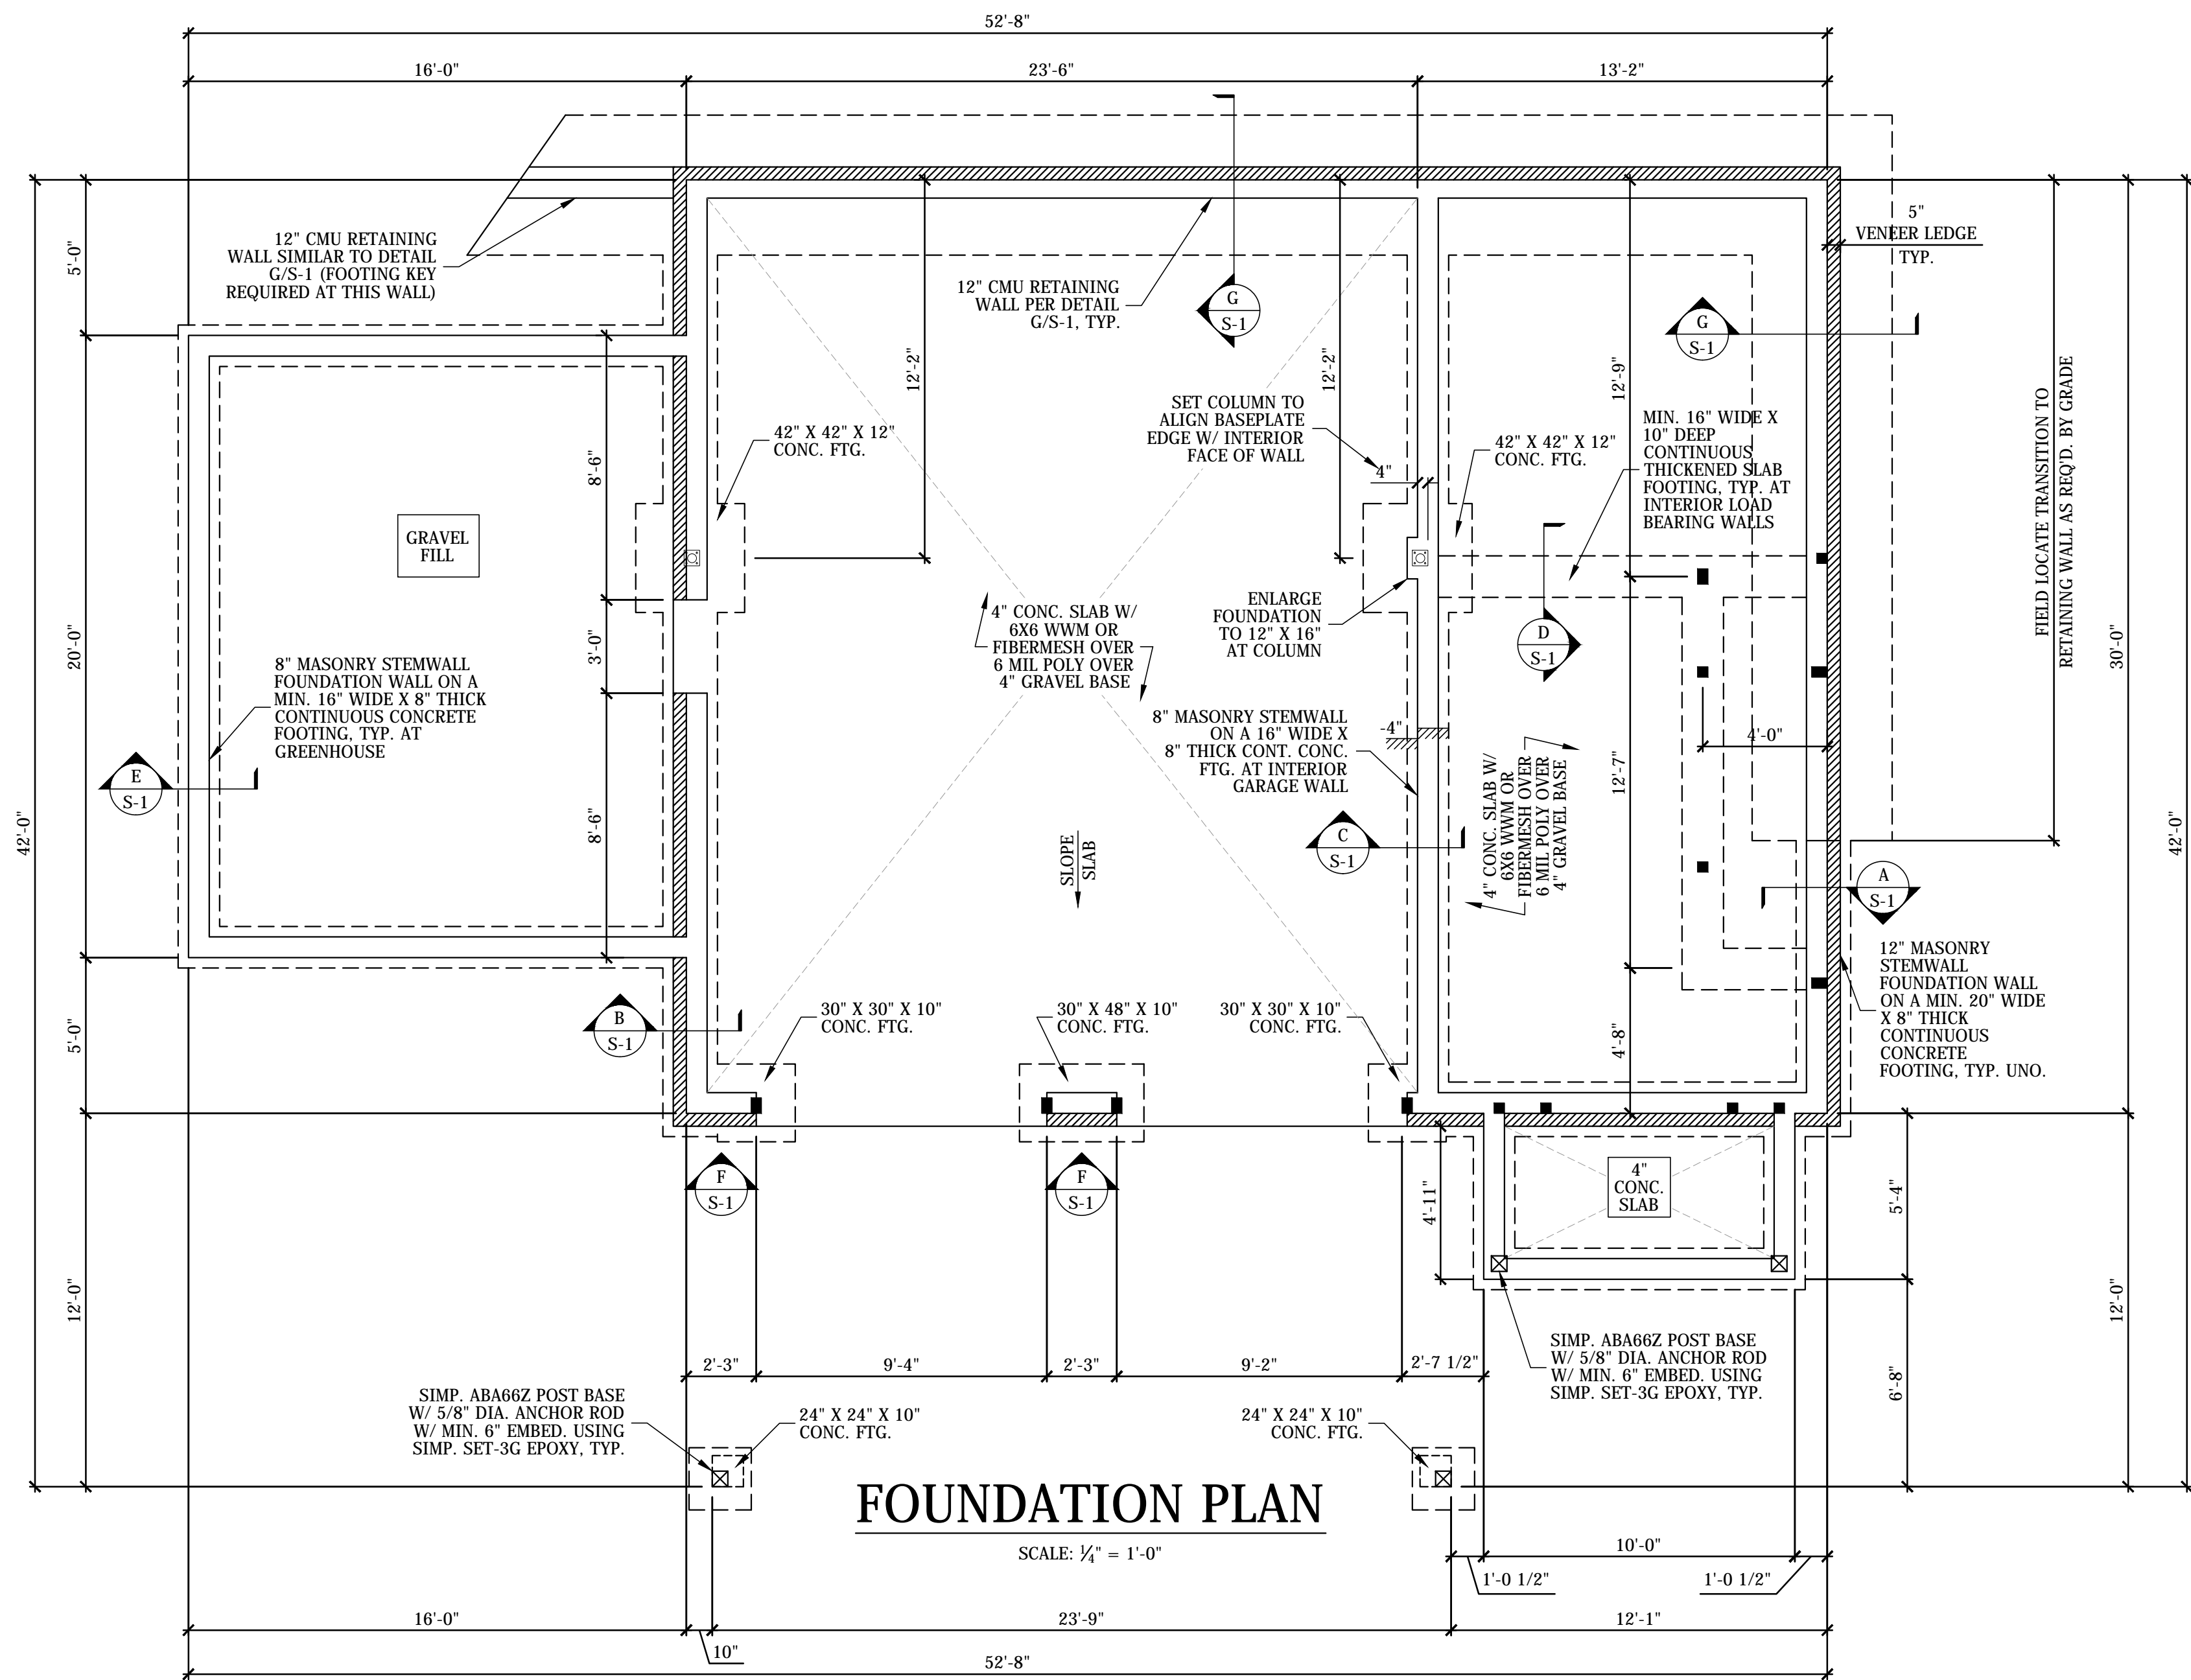 52'-8"
16'-0"
23'-6"
13'-2"
12" CMU RETAINING
WALL SIMILAR TO DETAIL
G/S-1 (FOOTING KEY
REQUIRED AT THIS WALL)
12" CMU RETAINING
WALL PER DETAIL
G/S-1, TYP.
G
S-1
G
S-1
5"
VENEER LEDGE
TYP.
5'-0"
12'-2"
12'-2"
12'-9"
SET COLUMN TO
ALIGN BASEPLATE
EDGE W/ INTERIOR
FACE OF WALL
4"
42" X 42" X 12"
CONC. FTG.
42" X 42" X 12"
CONC. FTG.
MIN. 16" WIDE X
10" DEEP
CONTINUOUS
THICKENED SLAB
FOOTING, TYP. AT
INTERIOR LOAD
BEARING WALLS
FIELD LOCATE TRANSITION TO
RETAINING WALL AS REQ'D. BY GRADE
8'-6"
GRAVEL
FILL
20'-0"
3'-0"
30'-0"
42'-0"
42'-0"
4" CONC. SLAB W/
6X6 WWM OR
FIBERMESH OVER
6 MIL POLY OVER
4" GRAVEL BASE
ENLARGE
FOUNDATION
TO 12" X 16"
AT COLUMN
D
S-1
8" MASONRY STEMWALL
FOUNDATION WALL ON A
MIN. 16" WIDE X 8" THICK
CONTINUOUS CONCRETE
FOOTING, TYP. AT
GREENHOUSE
E
S-1
8" MASONRY STEMWALL
ON A 16" WIDE X
8" THICK CONT. CONC.
FTG. AT INTERIOR
GARAGE WALL
-4"
4'-0"
12'-7"
4" CONC. SLAB W/
6X6 WWM OR
FIBERMESH OVER
6 MIL POLY OVER
4" GRAVEL BASE
8'-6"
SLOPE
SLAB
C
S-1
A
S-1
12" MASONRY
STEMWALL
FOUNDATION WALL
ON A MIN. 20" WIDE
X 8" THICK
CONTINUOUS
CONCRETE
FOOTING, TYP. UNO.
5'-0"
B
S-1
30" X 30" X 10"
CONC. FTG.
30" X 48" X 10"
CONC. FTG.
30" X 30" X 10"
CONC. FTG.
4'-8"
F
S-1
F
S-1
4'-11"
4"
CONC.
SLAB
5'-4"
12'-0"
12'-0"
6'-8"
2'-3"
9'-4"
2'-3"
9'-2"
2'-7 1/2"
SIMP. ABA66Z POST BASE
W/ 5/8" DIA. ANCHOR ROD
W/ MIN. 6" EMBED. USING
SIMP. SET-3G EPOXY, TYP.
SIMP. ABA66Z POST BASE
W/ 5/8" DIA. ANCHOR ROD
W/ MIN. 6" EMBED. USING
SIMP. SET-3G EPOXY, TYP.
24" X 24" X 10"
CONC. FTG.
24" X 24" X 10"
CONC. FTG.
FOUNDATION PLAN
SCALE: 1/4" = 1'-0"
10'-0"
1'-0 1/2"
1'-0 1/2"
16'-0"
10"
23'-9"
12'-1"
52'-8"